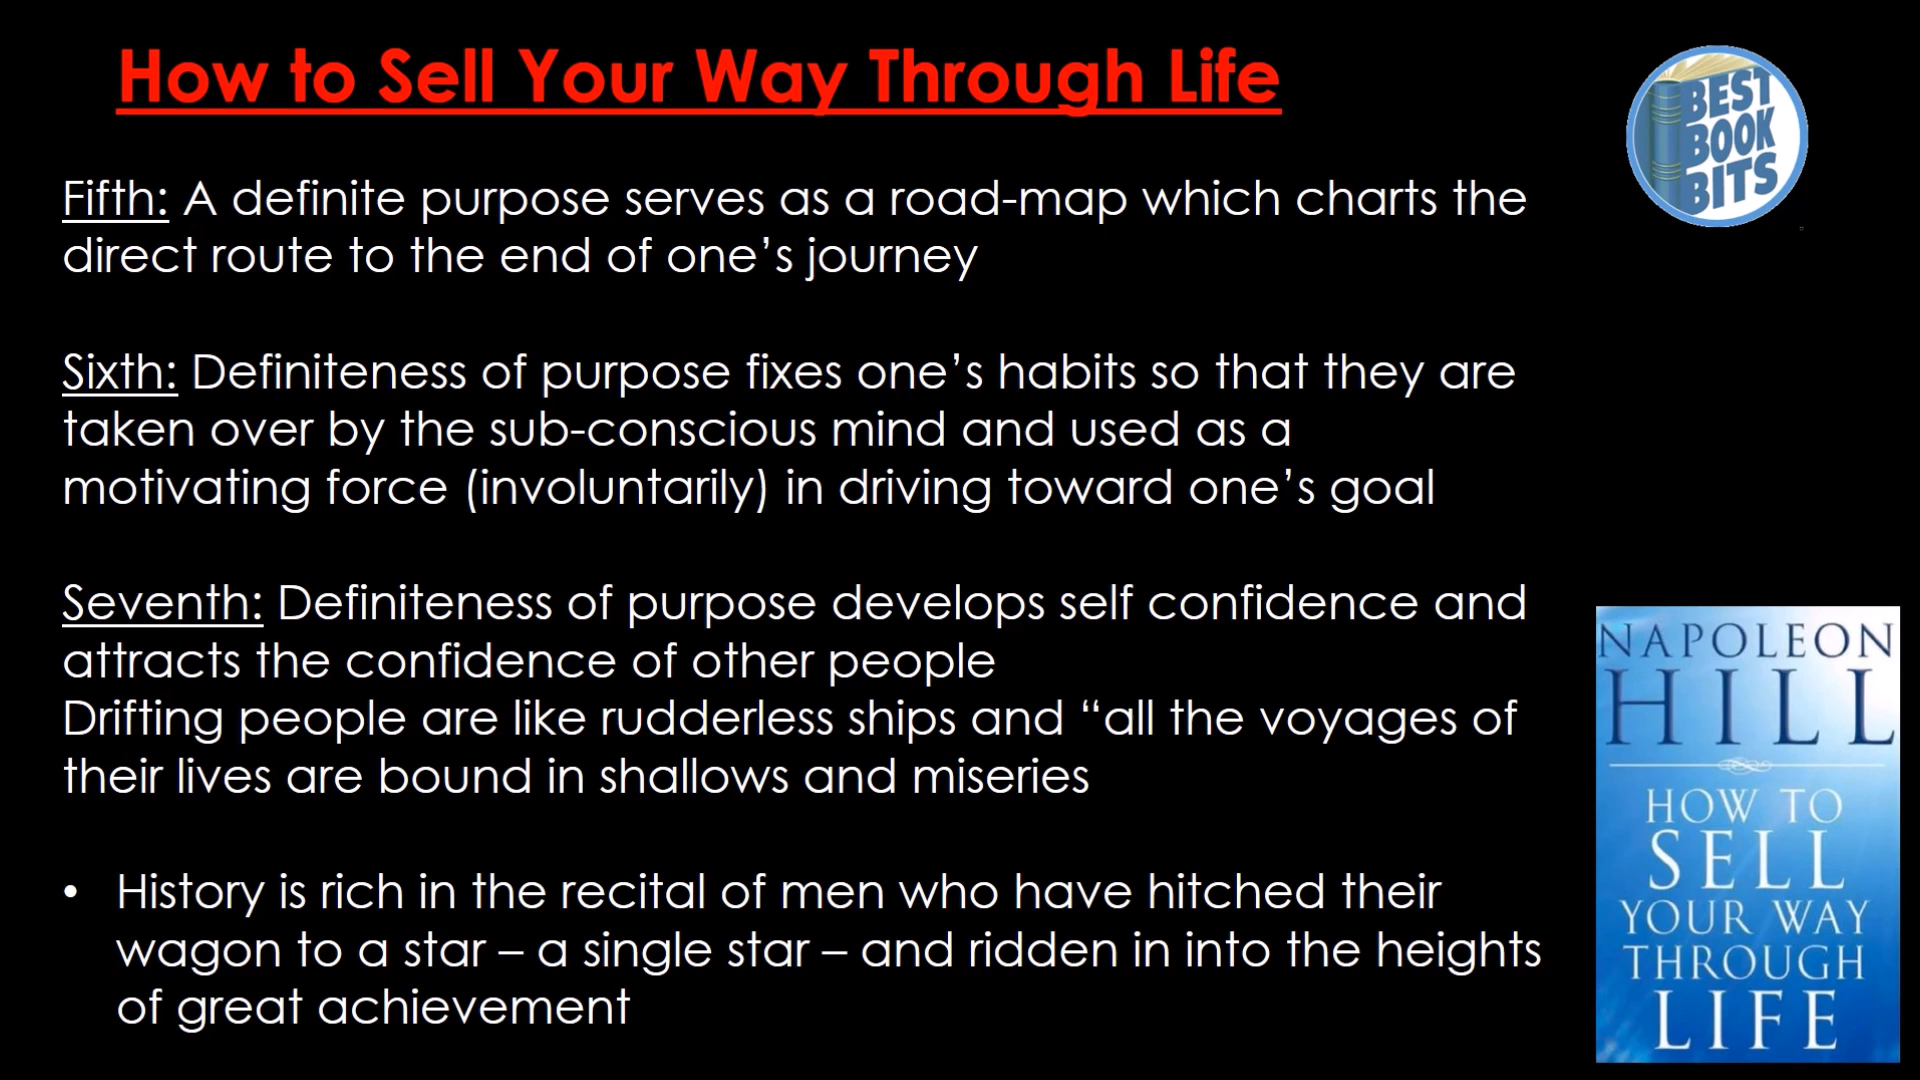 How to Sell Your Way Through Life
BEST
BOOK
BITS
Fifth: A definite purpose serves as a road-map which charts the
direct route to the end of one’s journey
Sixth: Definiteness of purpose fixes one’s habits so that they are
taken over by the sub-conscious mind and used as a
motivating force (involuntarily) in driving toward one’s goal
Seventh: Definiteness of purpose develops self confidence and
attracts the confidence of other people
Drifting people are like rudderless ships and “all the voyages of
their lives are bound in shallows and miseries
• History is rich in the recital of men who have hitched their
wagon to a star – a single star – and ridden in into the heights
of great achievement
NAPOLEON
HILL
HOW TO
SELL
YOUR WAY
THROUGH
LIFE